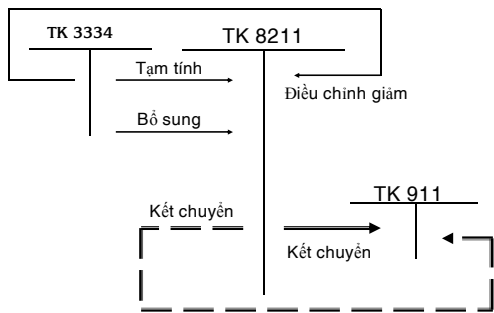 TK 3334
TK 8211
Tạm tính
Điều chỉnh giảm
Bổ sung
TK 911
Kết chuyển
Kết chuyển